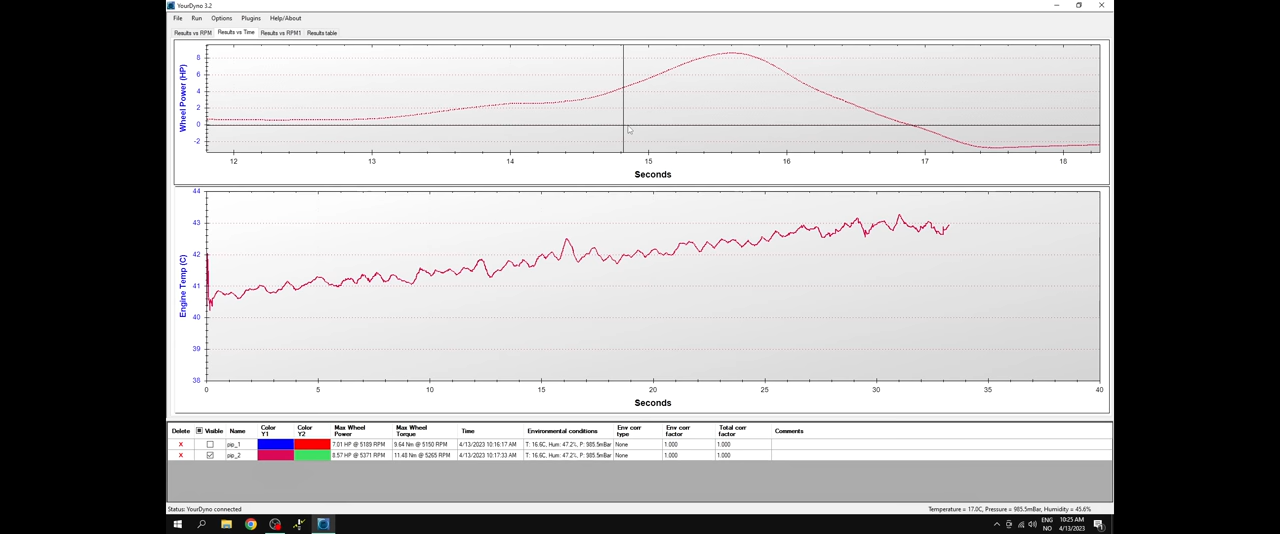 YourDyno 3.2
File Run Options Plugins Help/About
Results vs RPM Results vs Time Results vs RPM1 Results table
Wheel Power (HP)
8
6
4
2
0
-2
12 13 14 15 16 17 18
Seconds
Engine Temp (C)
44
43
42
41
40
39
38
0 5 10 15 20 25 30 35 40
Seconds
Delete Visible Name Color Y1 Color Y2 Max Wheel Power Max Wheel Torque Time Environmental conditions Env corr type Env corr factor Total corr factor Comments
X pip_1 7.01 HP @ 5189 RPM 9.64 Nm @ 5150 RPM 4/13/2023 10:16:17 AM T: 16.6C, Hum: 47.2%, P: 985.5mBar None 1.000 1.000
X pip_2 8.57 HP @ 5371 RPM 11.48 Nm @ 5265 RPM 4/13/2023 10:17:33 AM T: 16.6C, Hum: 47.2%, P: 985.5mBar None 1.000 1.000
Status: YourDyno connected Temperature = 17.0C, Pressure = 985.5mBar, Humidity = 45.6%
ENG 10:25 AM
NO 4/13/2023